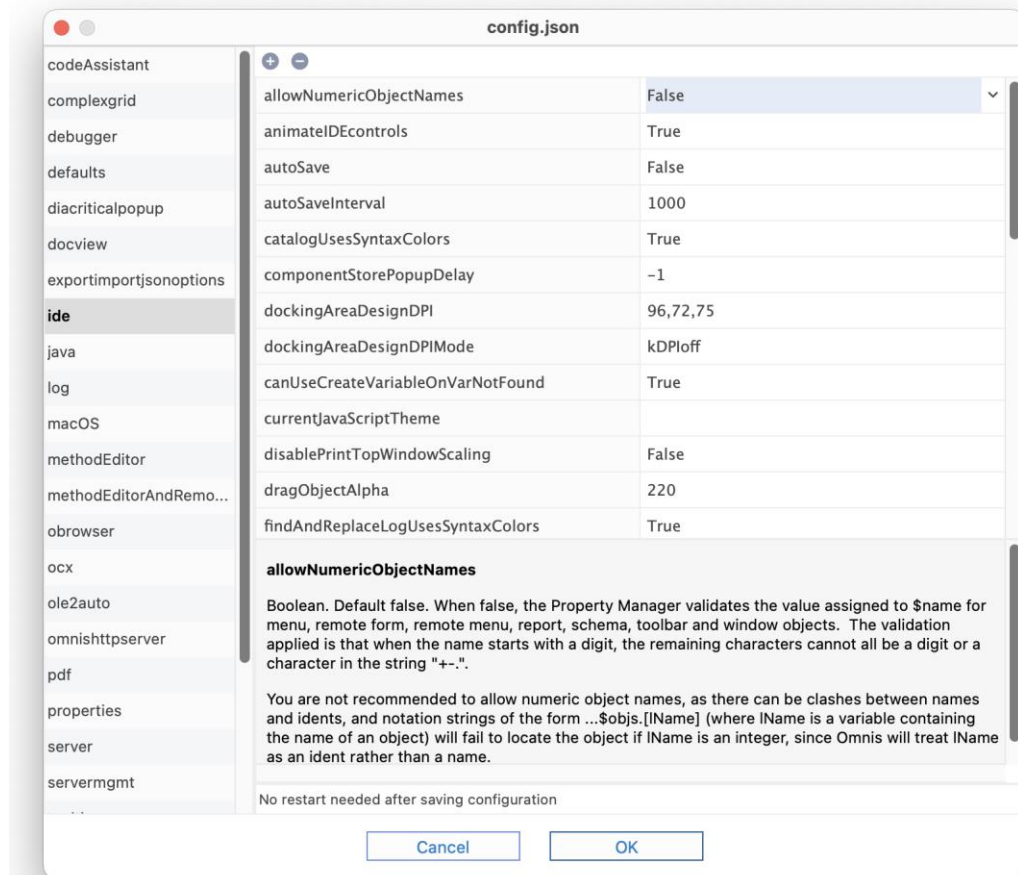 config.json
codeAssistant
complexgrid
debugger
defaults
diacriticalpopup
docview
exportimportjsonoptions
ide
java
log
macOS
methodEditor
methodEditorAndRemo...
obrowser
ocx
ole2auto
omnishttpserver
pdf
properties
server
servermgmt
allowNumericObjectNames False
animateIDEcontrols True
autoSave False
autoSaveInterval 1000
catalogUsesSyntaxColors True
componentStorePopupDelay -1
dockingAreaDesignDPI 96,72,75
dockingAreaDesignDPIMode kDPIoff
canUseCreateVariableOnVarNotFound True
currentJavaScriptTheme
disablePrintTopWindowScaling False
dragObjectAlpha 220
findAndReplaceLogUsesSyntaxColors True
allowNumericObjectNames
Boolean. Default false. When false, the Property Manager validates the value assigned to $name for
menu, remote form, remote menu, report, schema, toolbar and window objects.  The validation
applied is that when the name starts with a digit, the remaining characters cannot all be a digit or a
character in the string "+-.".
You are not recommended to allow numeric object names, as there can be clashes between names
and idents, and notation strings of the form ...$objs.[lName] (where lName is a variable containing
the name of an object) will fail to locate the object if lName is an integer, since Omnis will treat lName
as an ident rather than a name.
No restart needed after saving configuration
Cancel OK